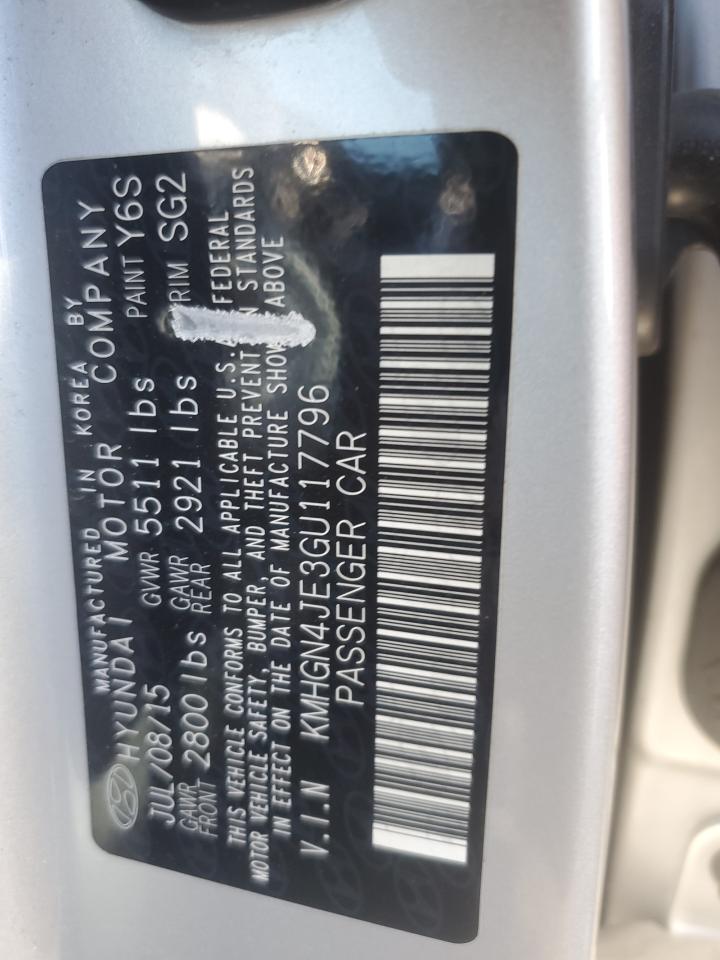 MANUFACTURED IN KOREA BY
HYUNDAI MOTOR COMPANY
JUL/08/15 GVWR 5511 lbs PAINT Y6S
GAWR FRONT 2800 lbs GAWR REAR 2921 lbs RIM SG2
THIS VEHICLE CONFORMS TO ALL APPLICABLE U.S. FEDERAL
MOTOR VEHICLE SAFETY, BUMPER, AND THEFT PREVENT N STANDARDS
IN EFFECT ON THE DATE OF MANUFACTURE SHOW ABOVE
V.I.N KMHGN4JE3GU117796
PASSENGER CAR